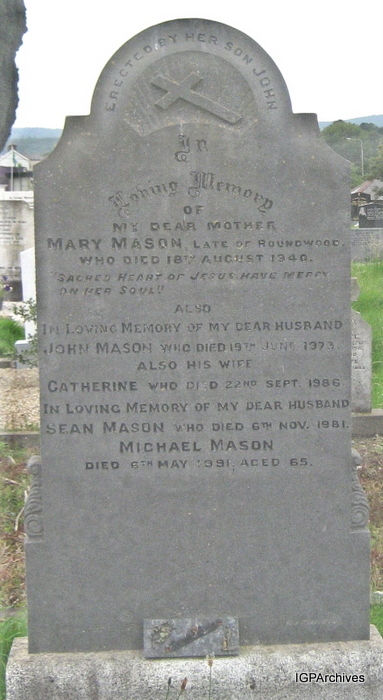 ERECTED BY HER SON JOHN
In
Loving Memory
OF
MY DEAR MOTHER
MARY MASON, LATE OF ROUNDWOOD,
WHO DIED 18TH AUGUST 1940.
"SACRED HEART OF JESUS, HAVE MERCY
ON HER SOUL"
ALSO
IN LOVING MEMORY OF MY DEAR HUSBAND
JOHN MASON WHO DIED 19TH JUNE 1973.
ALSO HIS WIFE
CATHERINE WHO DIED 22ND SEPT. 1986
IN LOVING MEMORY OF MY DEAR HUSBAND
SEAN MASON WHO DIED 6TH NOV. 1981.
MICHAEL MASON
DIED 6TH MAY 1991, AGED 65.
IGPArchives